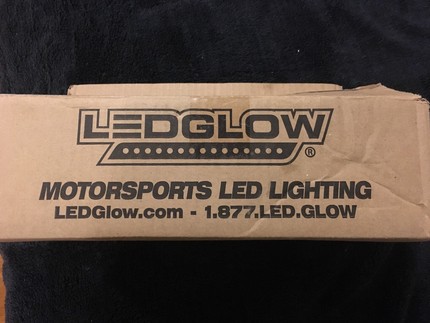 LEDGLOW
®
MOTORSPORTS LED LIGHTING
LEDGlow.com - 1.877.LED.GLOW